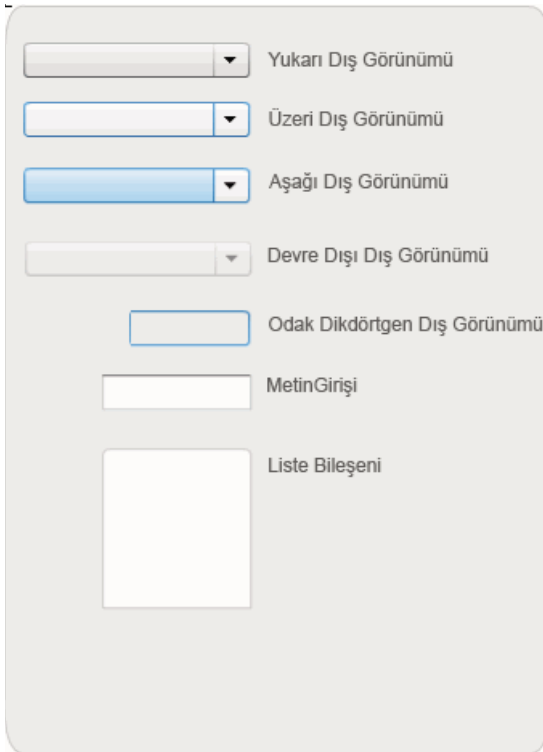 Yukarı Dış Görünümü
Üzeri Dış Görünümü
Aşağı Dış Görünümü
Devre Dışı Dış Görünümü
Odak Dikdörtgen Dış Görünümü
MetinGirişi
Liste Bileşeni